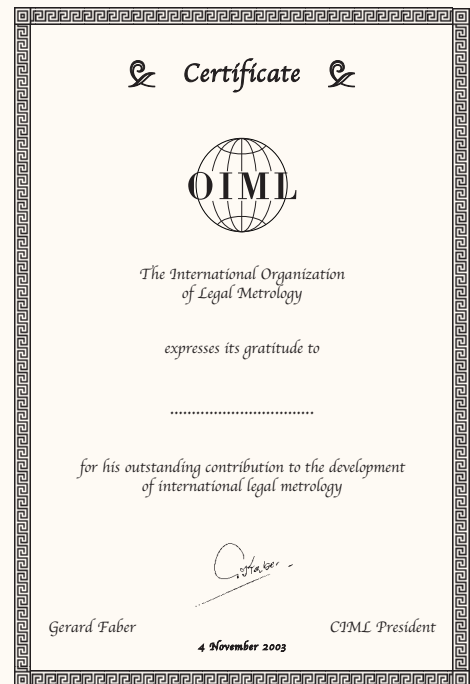 Certificate
OIML
The International Organization
of Legal Metrology
expresses its gratitude to
..................................
for his outstanding contribution to the development
of international legal metrology
G. Faber
Gerard Faber
CIML President
4 November 2003